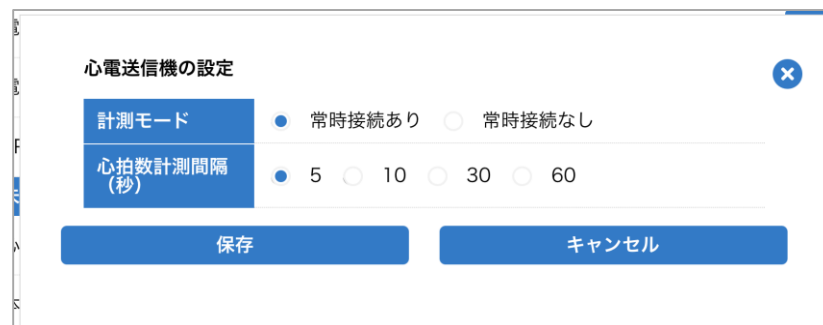 心電送信機の設定
計測モード 常時接続あり 常時接続なし
心拍数計測間隔
（秒） 5 10 30 60
保存 キャンセル